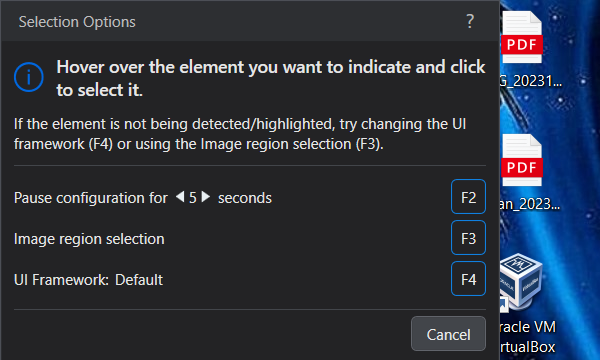 Selection Options
?
Hover over the element you want to indicate and click
to select it.
If the element is not being detected/highlighted, try changing the UI
framework (F4) or using the Image region selection (F3).
Pause configuration for 5 seconds
F2
Image region selection
F3
UI Framework: Default
F4
Cancel
PDF
G_20231...
PDF
an_2023...
racle VM
rtualBox